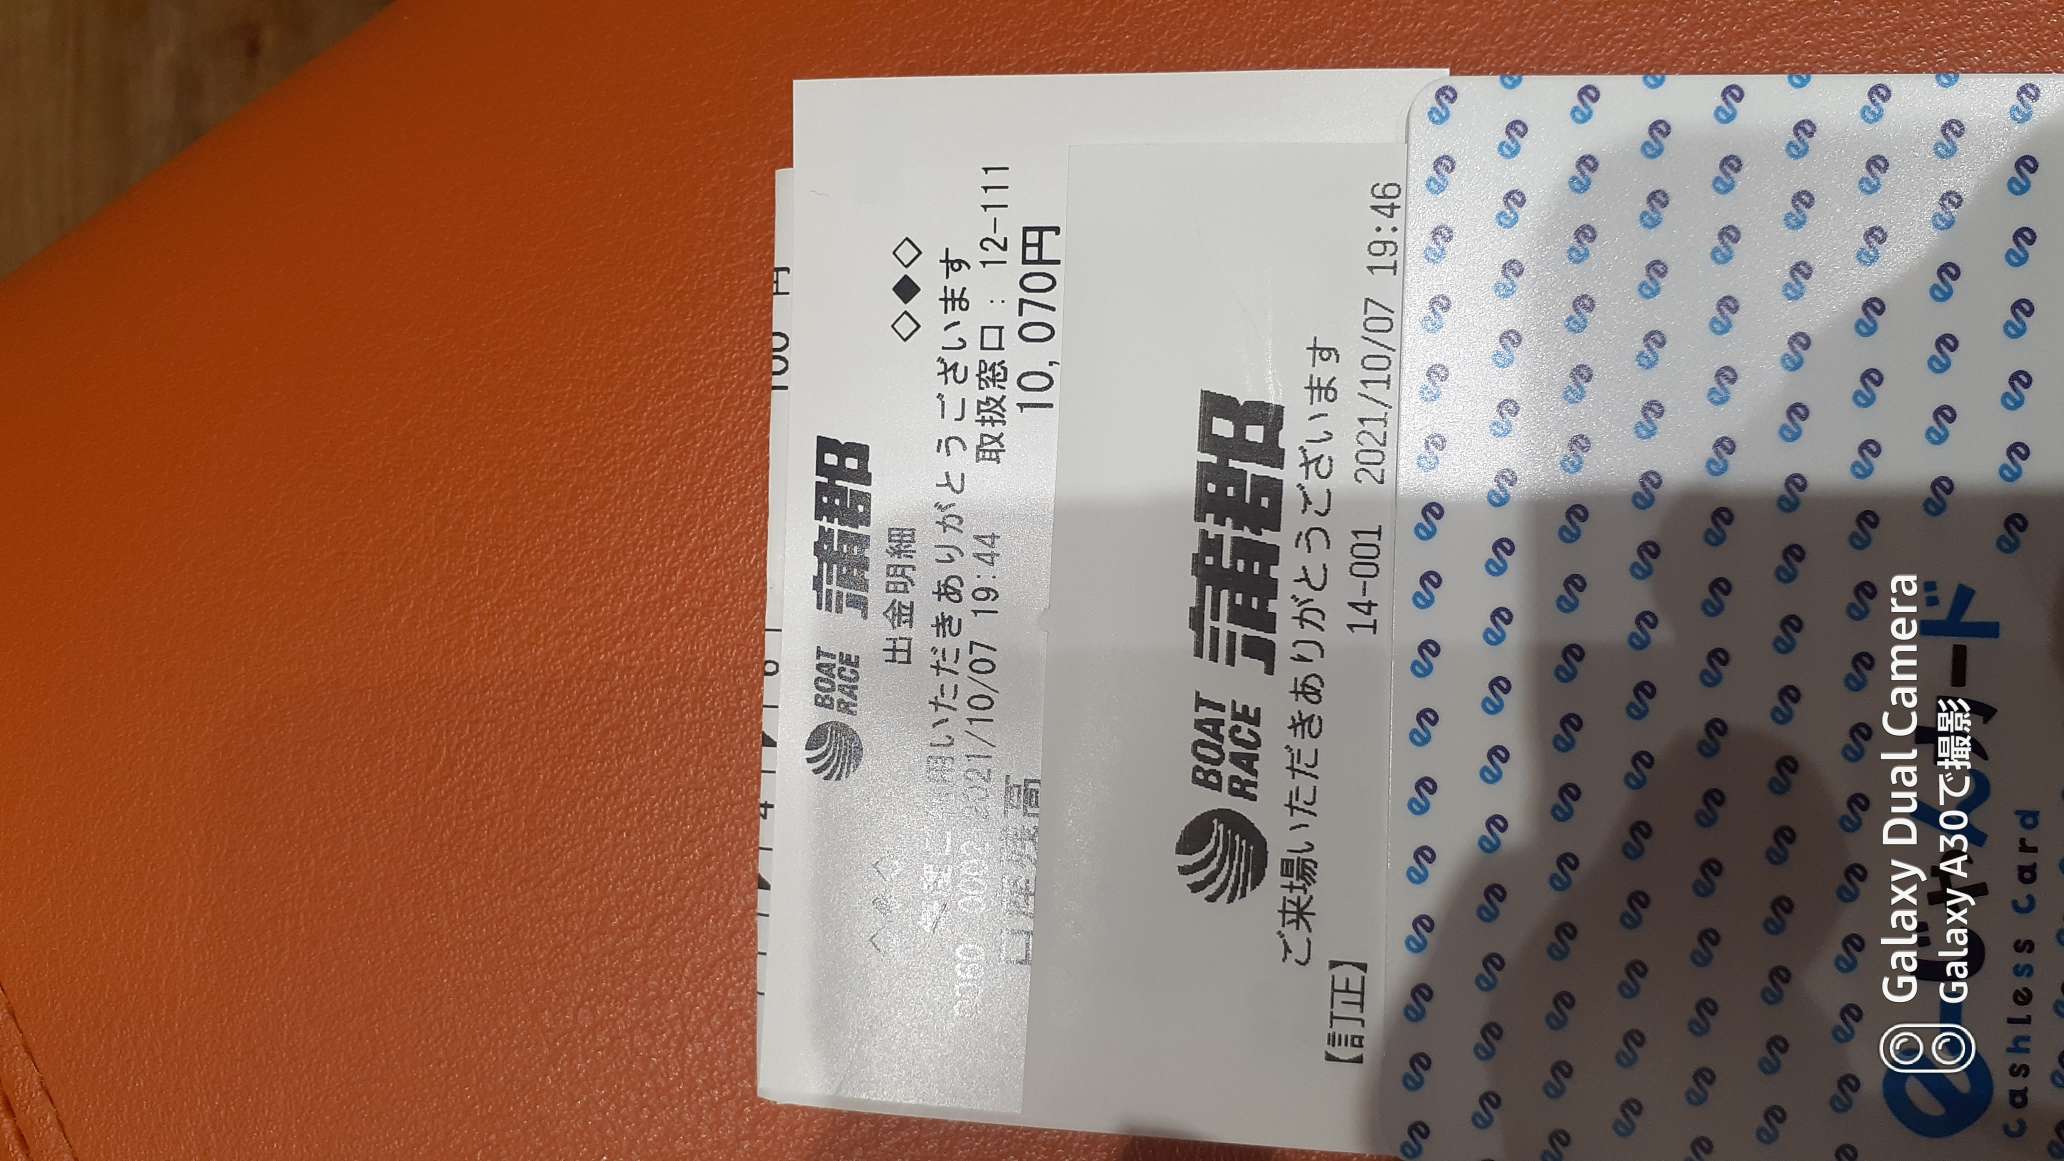 BOAT RACE 蒲郡
出金明細
◇◆◇
用いただきありがとうございます
2021/10/07 19:44 取扱窓口: 12-111
口座残高 10,070円
BOAT RACE 蒲郡
ご来場いただきありがとうございます
【訂正】 14-001 2021/10/07 19:46
カード
cashless card
Galaxy Dual Camera
Galaxy A30で撮影